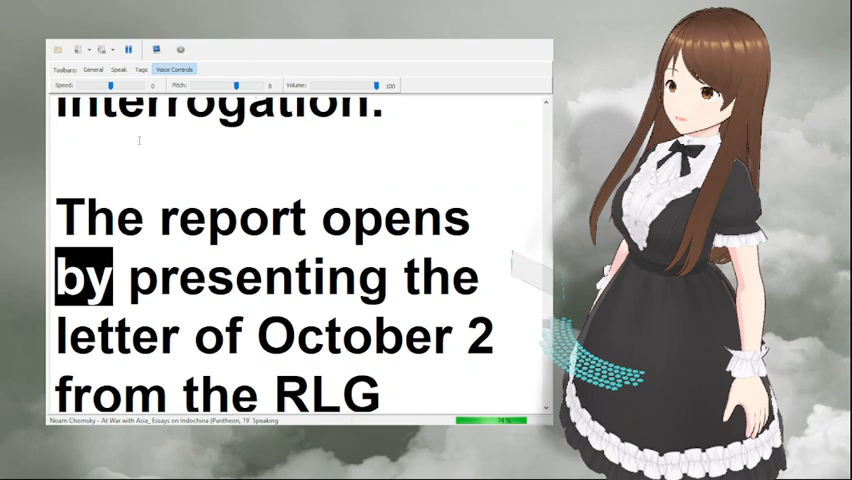 Toolbars: General Speak Tags Voice Controls
Speed: 0 Pitch: 8 Volume: 100
interrogation.
The report opens
by presenting the
letter of October 2
from the RLG
Noam Chomsky - At War with Asia_ Essays on Indochina (Pantheon, 19 Speaking 74 %